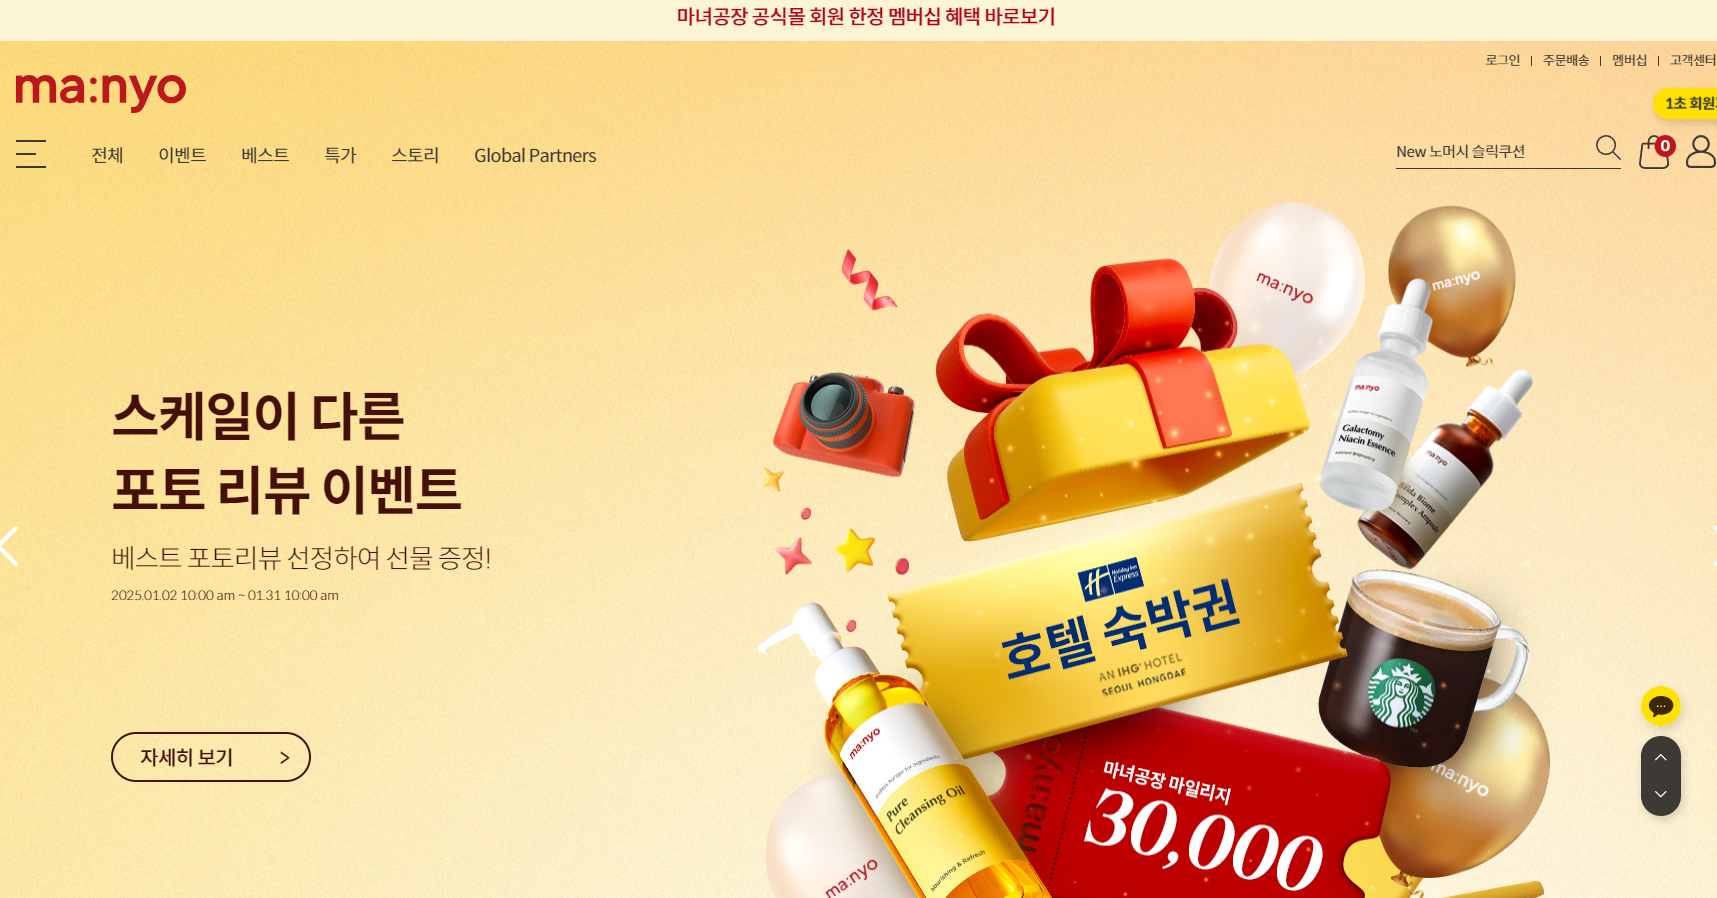 마녀공장 공식몰 회원 한정 멤버십 혜택 바로보기
로그인 | 주문배송 | 멤버십 | 고객센터
ma:nyo
1초 회원
전체 이벤트 베스트 특가 스토리 Global Partners
New 노머시 슬릭쿠션
0
ma:nyo
ma:nyo
ma:nyo
Galactomy
Niacin Essence
ma:nyo
Biome
Complex Ampoule
스케일이 다른
포토 리뷰 이벤트
베스트 포토리뷰 선정하여 선물 증정!
2025.01.02 10:00 am ~ 01.31 10:00 am
자세히 보기 >
H Holiday Inn
Express
호텔 숙박권
AN IHG® HOTEL
SEOUL HONGDAE
ma:nyo
endless hunger for ingredients
Pure
Cleansing Oil
Nourishing & Refresh
ma:nyo
마녀공장 마일리지
30,000
ma:nyo
ma:nyo